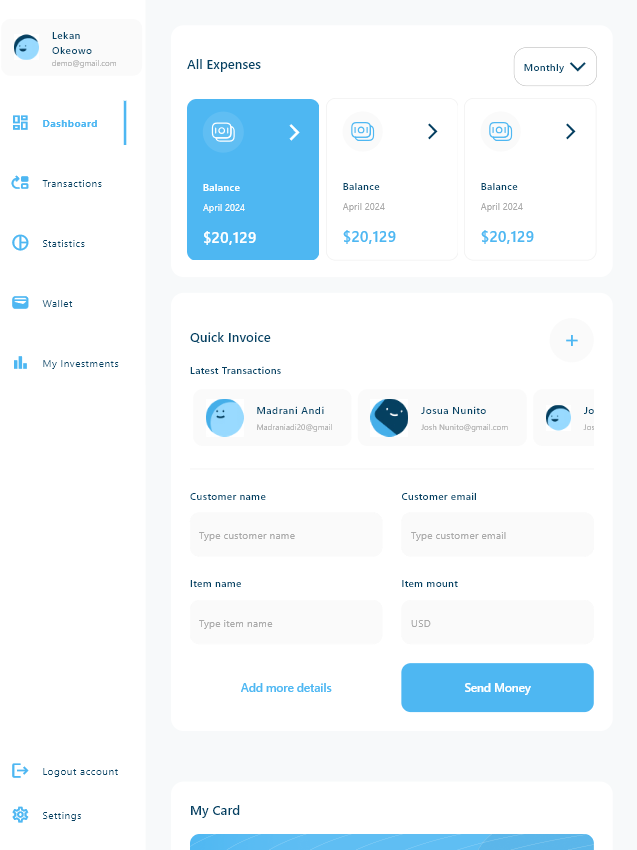 Lekan
Okeowo
demo@gmail.com
Dashboard
Transactions
Statistics
Wallet
My Investments
Logout account
Settings
All Expenses
Monthly
Balance
April 2024
$20,129
Balance
April 2024
$20,129
Balance
April 2024
$20,129
Quick Invoice
Latest Transactions
Madrani Andi
Madraniadi20@gmail
Josua Nunito
Josh Nunito@gmail.com
Jo
Jos
Customer name
Customer email
Type customer name
Type customer email
Item name
Item mount
Type item name
USD
Add more details
Send Money
My Card